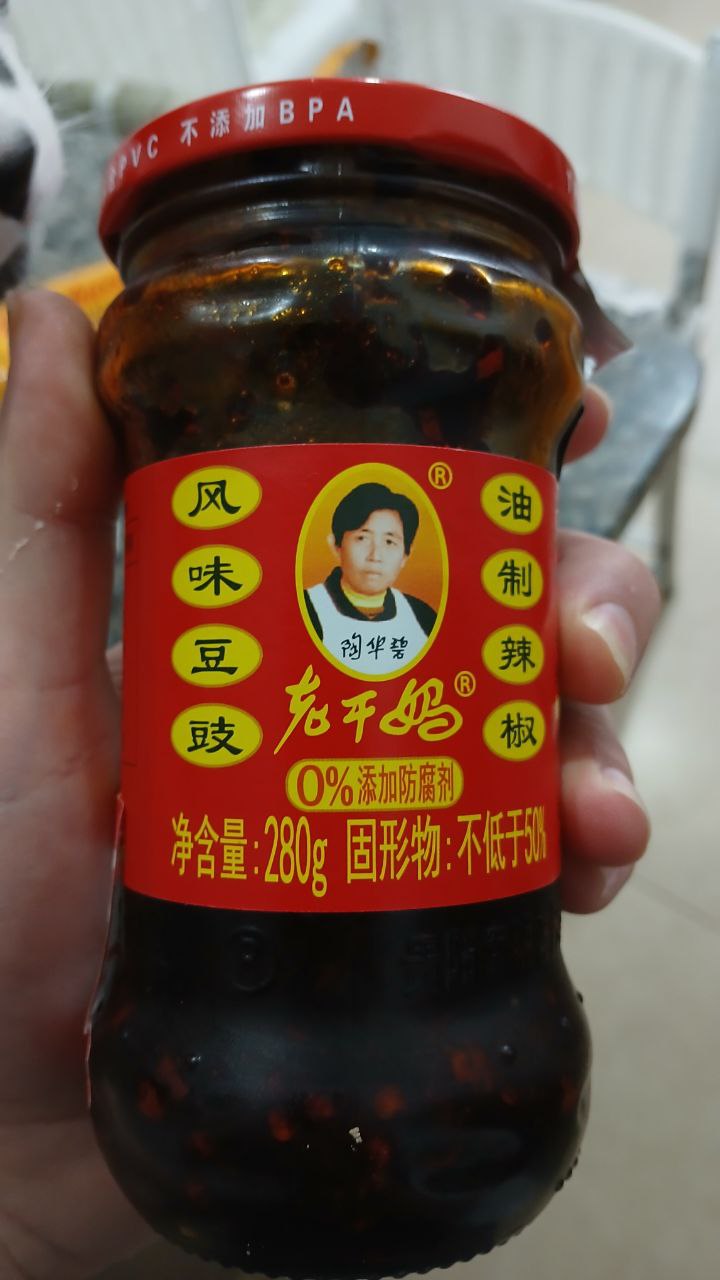 PVC 不添加BPA
风味豆豉
油制辣椒
®
陶华碧
老干妈®
0%添加防腐剂
净含量:280g 固形物:不低于50%